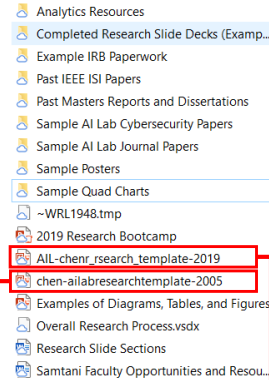 Analytics Resources
Completed Research Slide Decks (Examp...
Example IRB Paperwork
Past IEEE ISI Papers
Past Masters Reports and Dissertations
Sample AI Lab Cybersecurity Papers
Sample AI Lab Journal Papers
Sample Posters
Sample Quad Charts
~WRL1948.tmp
2019 Research Bootcamp
AIL-chenr_rsearch_template-2019
chen-ailabresearchtemplate-2005
Examples of Diagrams, Tables, and Figures
Overall Research Process.vsdx
Research Slide Sections
Samtani Faculty Opportunities and Resou...